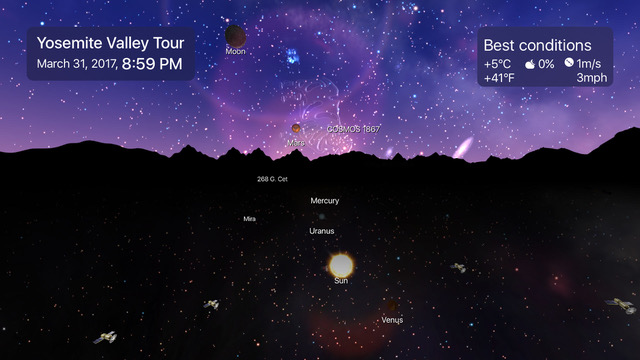 Yosemite Valley Tour
March 31, 2017, 8:59 PM
Best conditions
+5°C 0% 1m/s
+41°F 3mph
Moon
COSMOS 1867
Mars
268 G. Cet
Mercury
Mira
Uranus
Sun
Venus